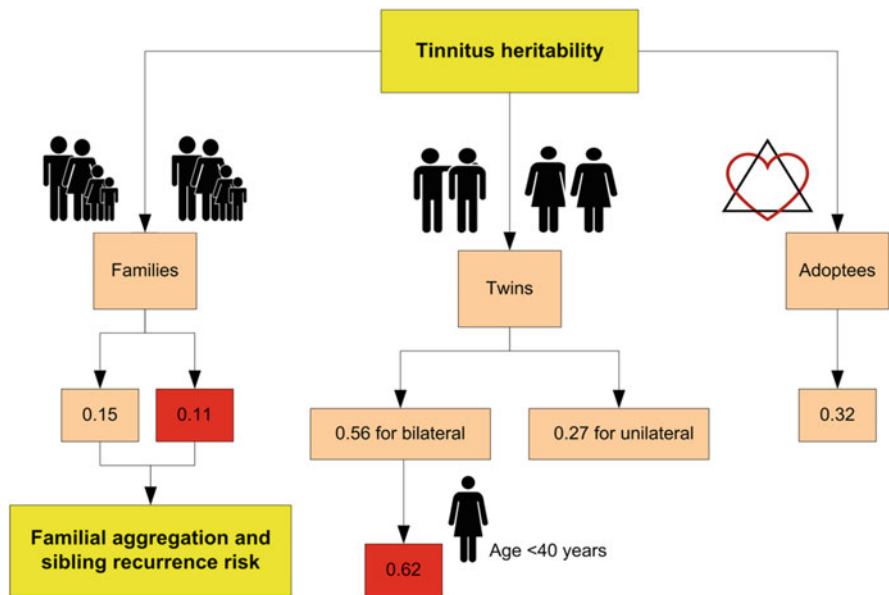 Tinnitus heritability
Families
Twins
Adoptees
0.15
0.11
0.56 for bilateral
0.27 for unilateral
0.32
Familial aggregation and
sibling recurrence risk
0.62
Age <40 years